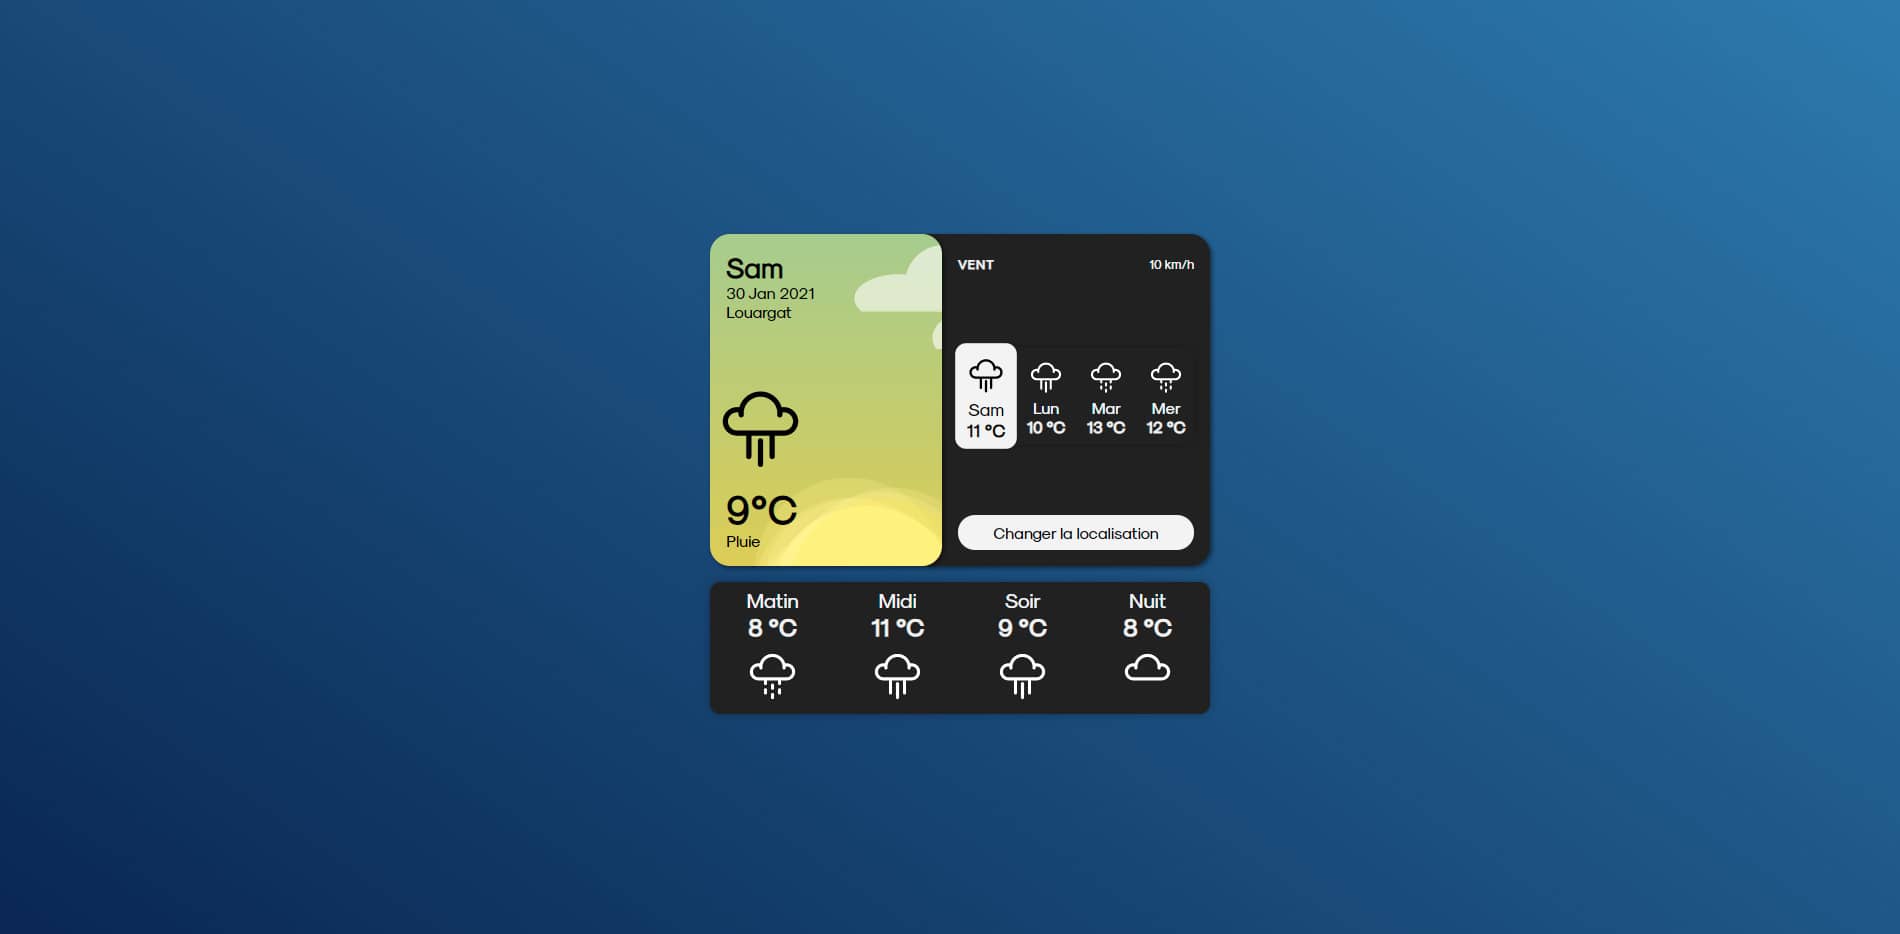 Sam
30 Jan 2021
Louargat
9°C
Pluie
VENT 10 km/h
Sam Lun Mar Mer
11 °C 10 °C 13 °C 12 °C
Changer la localisation
Matin Midi Soir Nuit
8 °C 11 °C 9 °C 8 °C